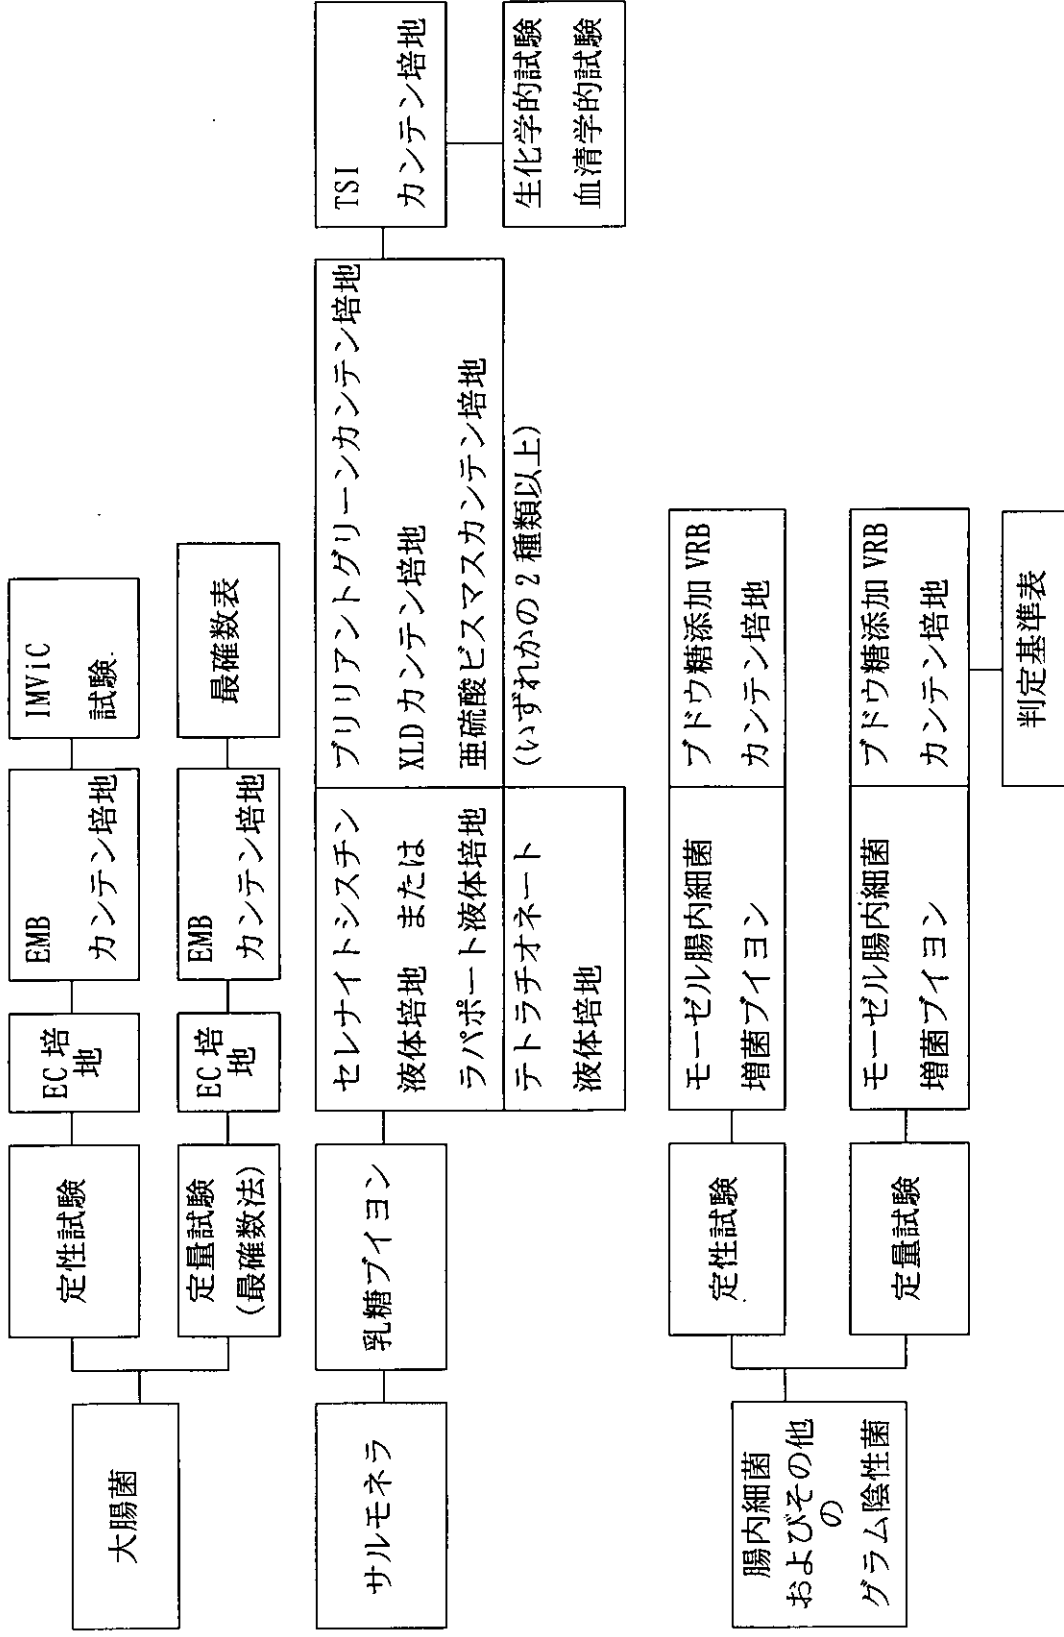 大腸菌
定性試験
EC培
地
EMB
カンテン培地
IMViC
試験
定量試験
(最確数法)
EC培
地
EMB
カンテン培地
最確数表
サルモネラ
乳糖ブイヨン
セレナイトシスチン
液体培地 または
ラパポート液体培地
テトラチオネート
液体培地
ブリリアントグリーンカンテン培地
XLDカンテン培地
亜硫酸ビスマスカンテン培地
(いずれかの2種類以上)
TSI
カンテン培地
生化学的試験
血清学的試験
腸内細菌
およびその他
の
グラム陰性菌
定性試験
モーゼル腸内細菌
増菌ブイヨン
ブドウ糖添加VRB
カンテン培地
定量試験
モーゼル腸内細菌
増菌ブイヨン
ブドウ糖添加VRB
カンテン培地
判定基準表